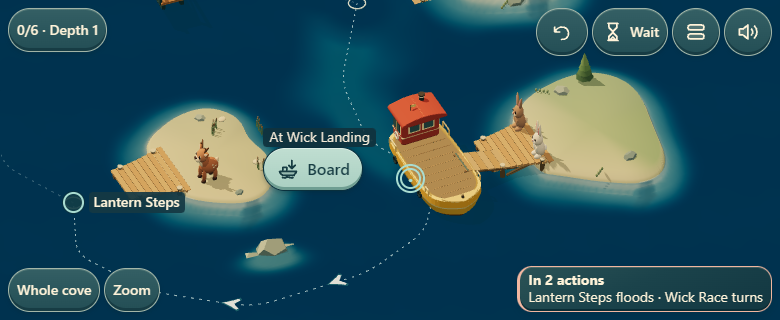 0/6 · Depth 1
Wait
At Wick Landing
Board
Lantern Steps
Whole cove
Zoom
In 2 actions
Lantern Steps floods · Wick Race turns